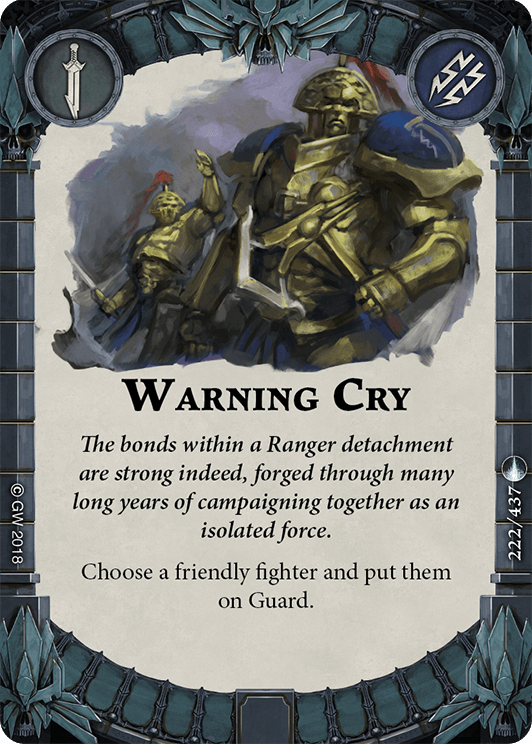 WARNING CRY
The bonds within a Ranger detachment
are strong indeed, forged through many
long years of campaigning together as an
isolated force.
Choose a friendly fighter and put them
on Guard.
© GW 2018
222/437